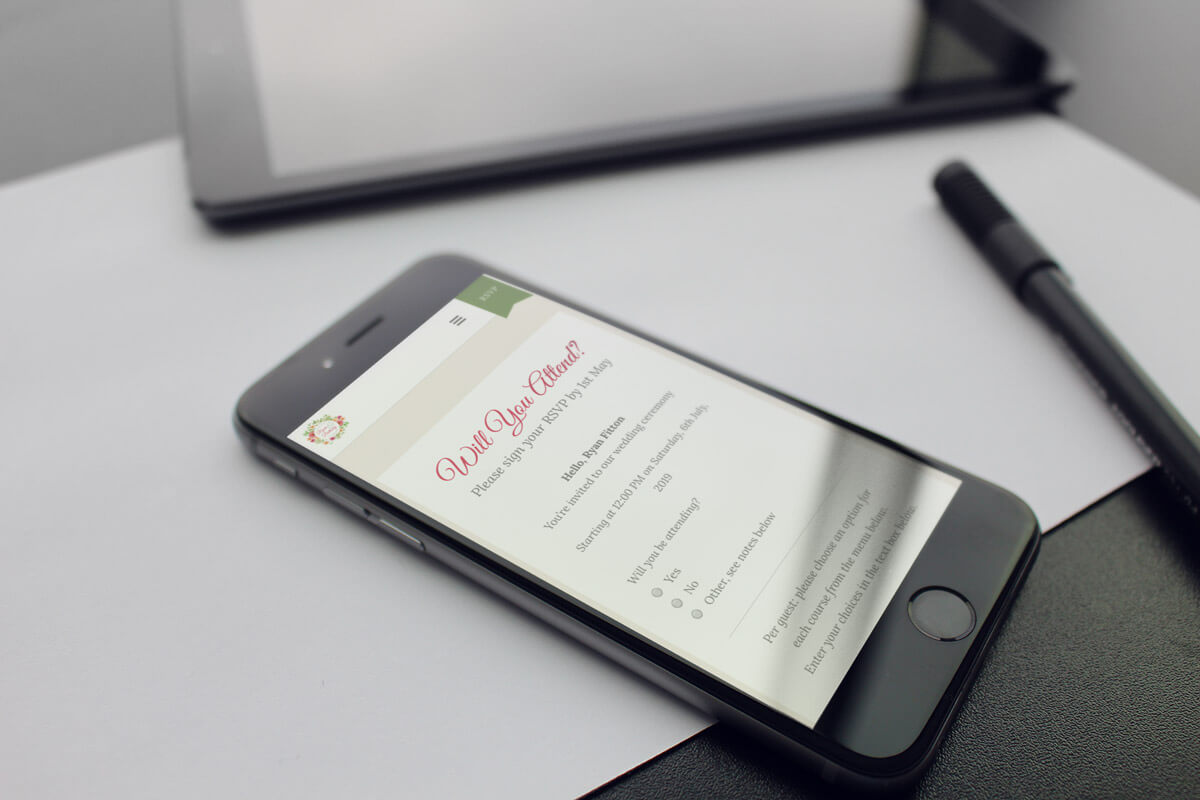 RSVP
Will You Attend?
Please sign your RSVP by 1st May
Hello, Ryan Fitton
You're invited to our wedding ceremony
Starting at 12:00 PM on Saturday, 6th July,
2019
Will you be attending?
Yes
No
Other, see notes below
Per guest: please choose an option for
each course from the menu below.
Enter your choices in the text box below: